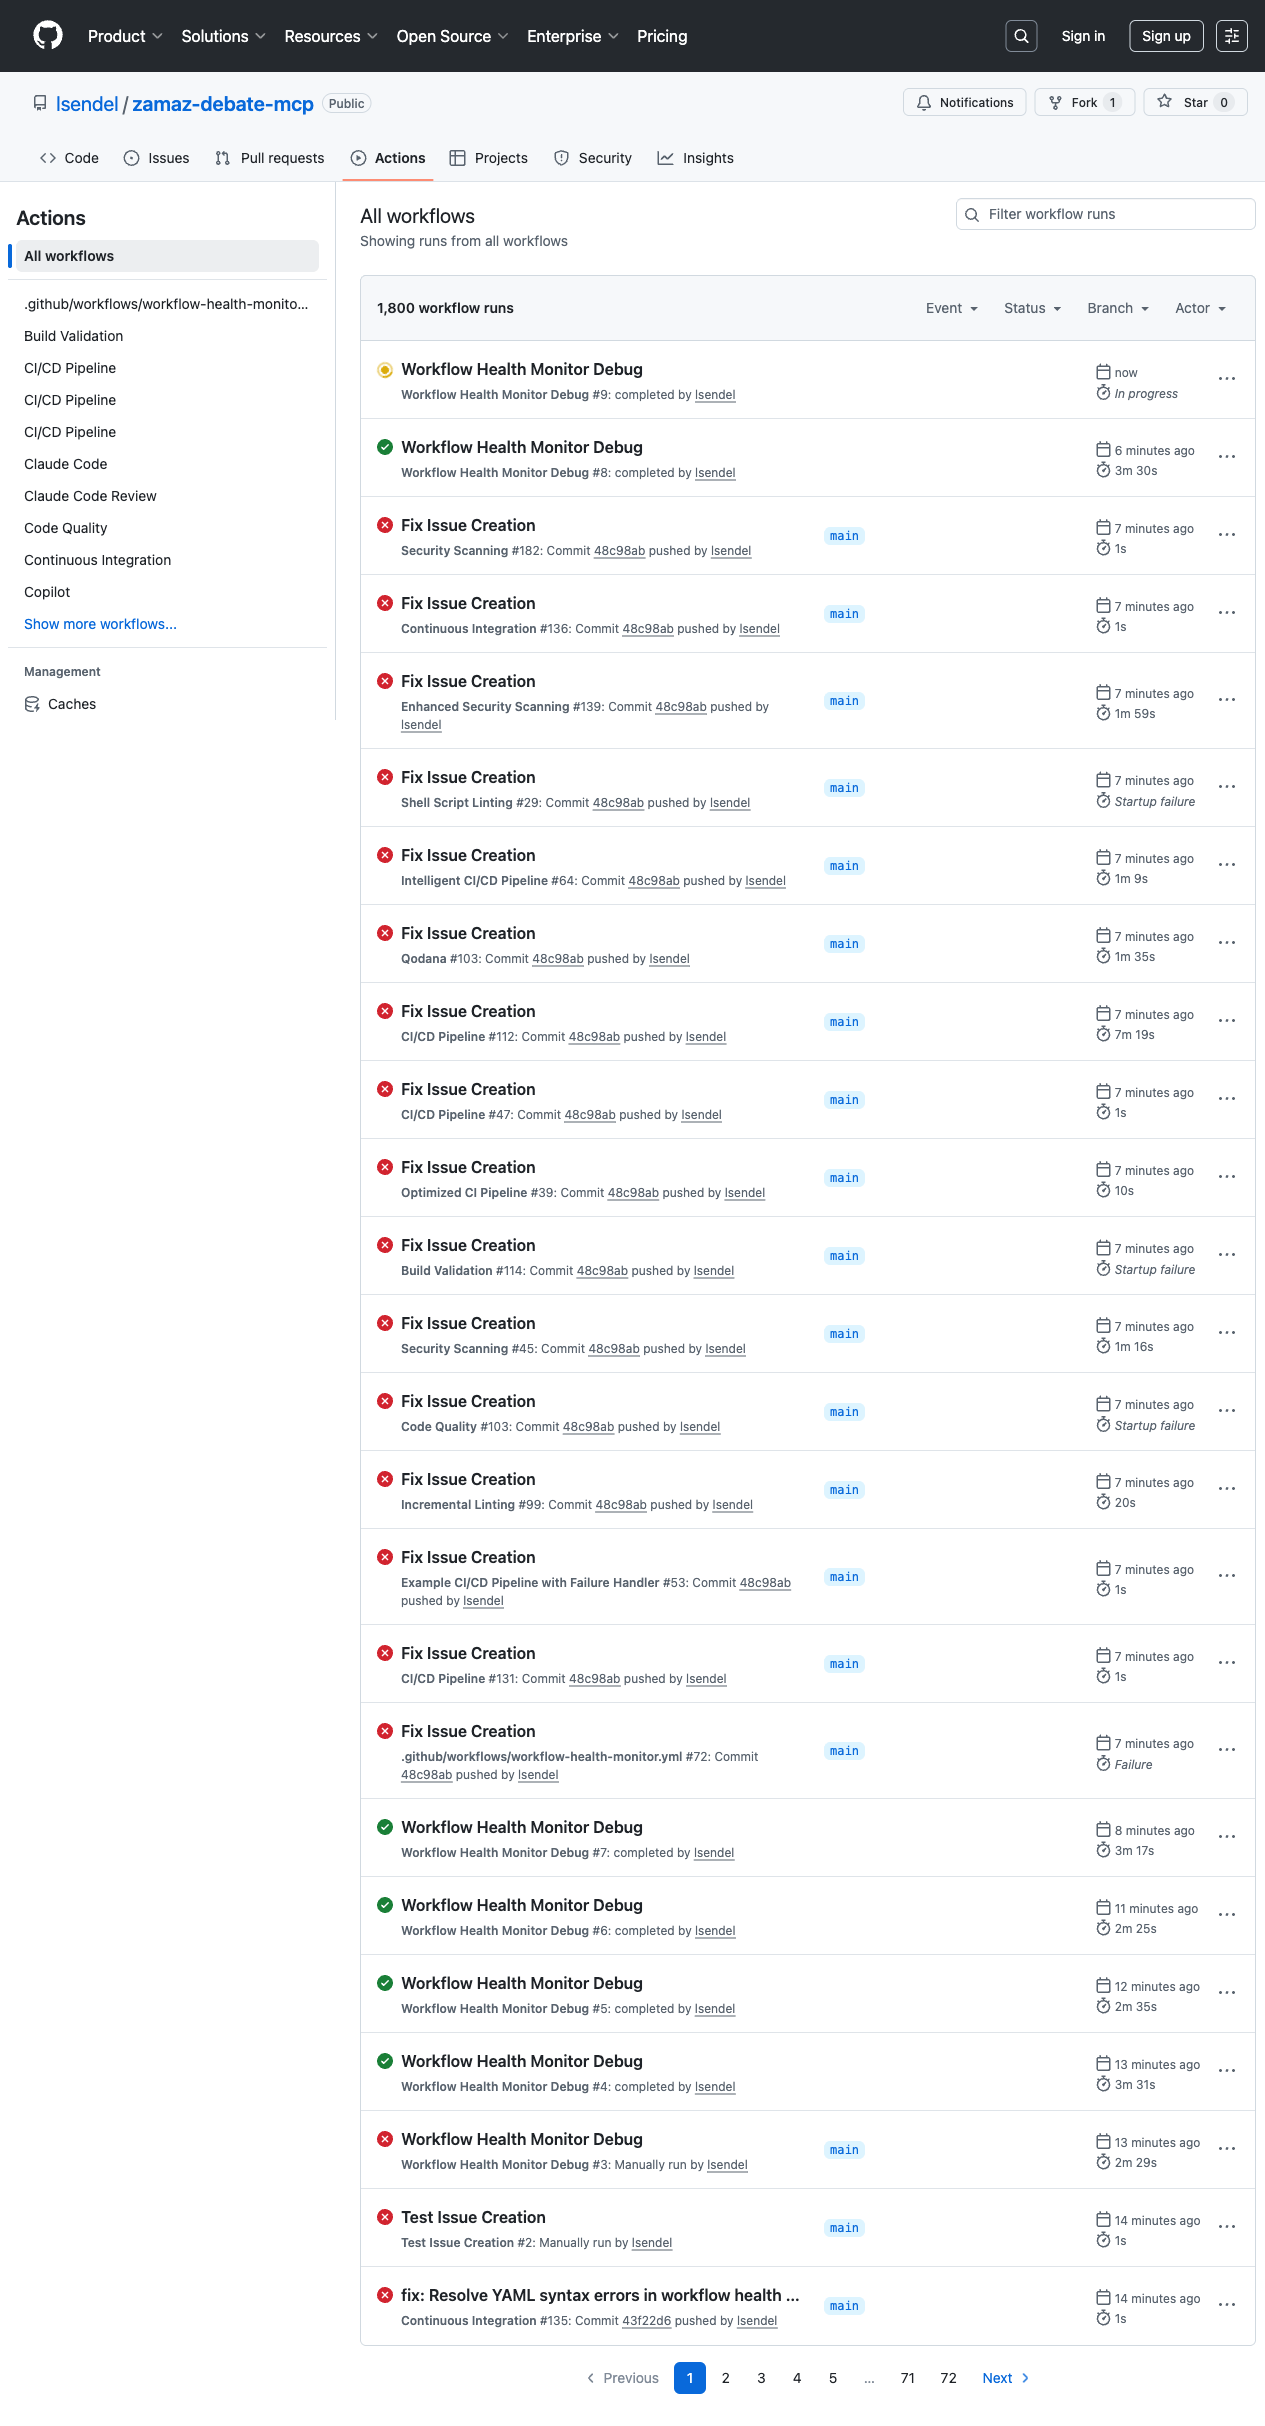 Product
Solutions
Resources
Open Source
Enterprise
Pricing
Sign in
Sign up
lsendel / zamaz-debate-mcp Public
Notifications
Fork 1
Star 0
Code
Issues
Pull requests
Actions
Projects
Security
Insights
Actions
All workflows
.github/workflows/workflow-health-monito...
Build Validation
CI/CD Pipeline
CI/CD Pipeline
CI/CD Pipeline
Claude Code
Claude Code Review
Code Quality
Continuous Integration
Copilot
Show more workflows...
Management
Caches
All workflows
Showing runs from all workflows
Filter workflow runs
1,800 workflow runs
Event
Status
Branch
Actor
Workflow Health Monitor Debug
Workflow Health Monitor Debug #9: completed by lsendel
now
In progress
Workflow Health Monitor Debug
Workflow Health Monitor Debug #8: completed by lsendel
6 minutes ago
3m 30s
Fix Issue Creation
Security Scanning #182: Commit 48c98ab pushed by lsendel
main
7 minutes ago
1s
Fix Issue Creation
Continuous Integration #136: Commit 48c98ab pushed by lsendel
main
7 minutes ago
1s
Fix Issue Creation
Enhanced Security Scanning #139: Commit 48c98ab pushed by
lsendel
main
7 minutes ago
1m 59s
Fix Issue Creation
Shell Script Linting #29: Commit 48c98ab pushed by lsendel
main
7 minutes ago
Startup failure
Fix Issue Creation
Intelligent CI/CD Pipeline #64: Commit 48c98ab pushed by lsendel
main
7 minutes ago
1m 9s
Fix Issue Creation
Qodana #103: Commit 48c98ab pushed by lsendel
main
7 minutes ago
1m 35s
Fix Issue Creation
CI/CD Pipeline #112: Commit 48c98ab pushed by lsendel
main
7 minutes ago
7m 19s
Fix Issue Creation
CI/CD Pipeline #47: Commit 48c98ab pushed by lsendel
main
7 minutes ago
1s
Fix Issue Creation
Optimized CI Pipeline #39: Commit 48c98ab pushed by lsendel
main
7 minutes ago
10s
Fix Issue Creation
Build Validation #114: Commit 48c98ab pushed by lsendel
main
7 minutes ago
Startup failure
Fix Issue Creation
Security Scanning #45: Commit 48c98ab pushed by lsendel
main
7 minutes ago
1m 16s
Fix Issue Creation
Code Quality #103: Commit 48c98ab pushed by lsendel
main
7 minutes ago
Startup failure
Fix Issue Creation
Incremental Linting #99: Commit 48c98ab pushed by lsendel
main
7 minutes ago
20s
Fix Issue Creation
Example CI/CD Pipeline with Failure Handler #53: Commit 48c98ab
pushed by lsendel
main
7 minutes ago
1s
Fix Issue Creation
CI/CD Pipeline #131: Commit 48c98ab pushed by lsendel
main
7 minutes ago
1s
Fix Issue Creation
.github/workflows/workflow-health-monitor.yml #72: Commit
48c98ab pushed by lsendel
main
7 minutes ago
Failure
Workflow Health Monitor Debug
Workflow Health Monitor Debug #7: completed by lsendel
8 minutes ago
3m 17s
Workflow Health Monitor Debug
Workflow Health Monitor Debug #6: completed by lsendel
11 minutes ago
2m 25s
Workflow Health Monitor Debug
Workflow Health Monitor Debug #5: completed by lsendel
12 minutes ago
2m 35s
Workflow Health Monitor Debug
Workflow Health Monitor Debug #4: completed by lsendel
13 minutes ago
3m 31s
Workflow Health Monitor Debug
Workflow Health Monitor Debug #3: Manually run by lsendel
main
13 minutes ago
2m 29s
Test Issue Creation
Test Issue Creation #2: Manually run by lsendel
main
14 minutes ago
1s
fix: Resolve YAML syntax errors in workflow health ...
Continuous Integration #135: Commit 43f22d6 pushed by lsendel
main
14 minutes ago
1s
Previous 1 2 3 4 5 ... 71 72 Next